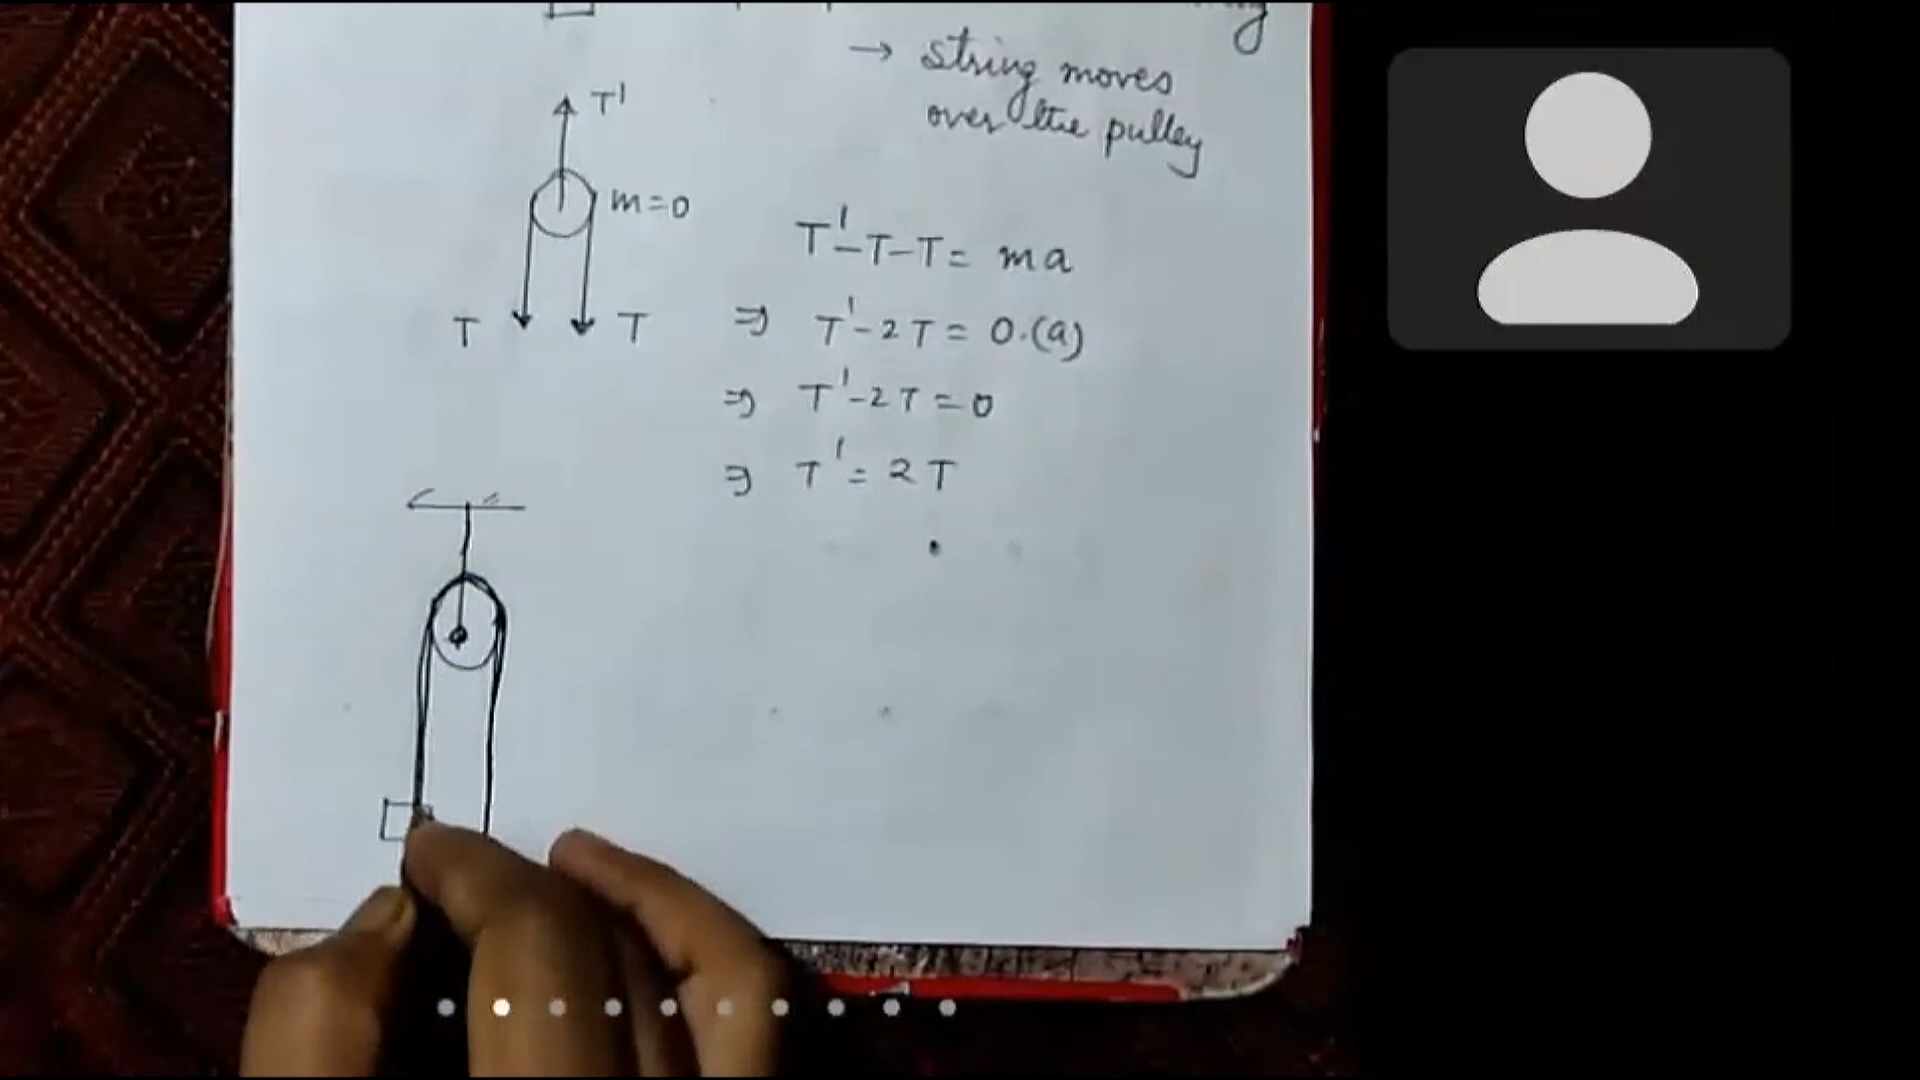 → string moves
over the pulley
T'
m=0
T'-T-T= ma
T T
⇒ T'-2T= 0.(a)
⇒ T'-2T=0
⇒ T'= 2T